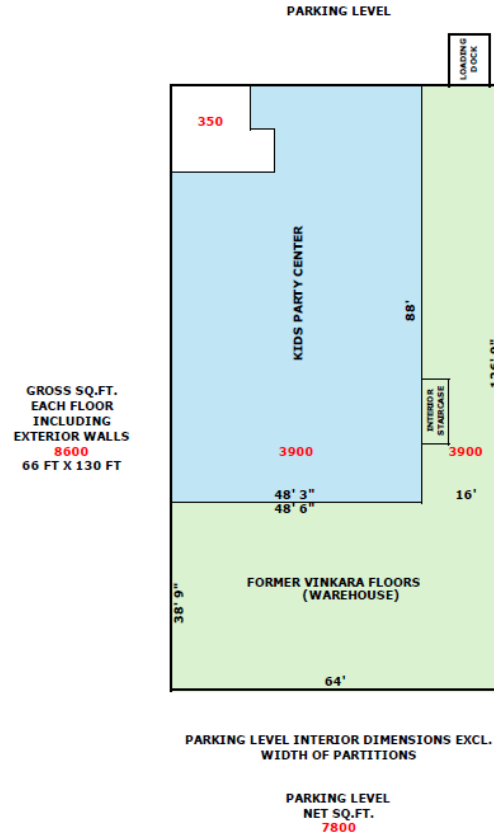 PARKING LEVEL
LOADING
DOCK
350
KIDS PARTY CENTER
88'
126' 9"
INTERIOR
STAIRCASE
GROSS SQ.FT.
EACH FLOOR
INCLUDING
EXTERIOR WALLS
8600
66 FT X 130 FT
3900
3900
48' 3"
48' 6"
16'
FORMER VINKARA FLOORS
(WAREHOUSE)
38' 9"
64'
PARKING LEVEL INTERIOR DIMENSIONS EXCL.
WIDTH OF PARTITIONS
PARKING LEVEL
NET SQ.FT.
7800